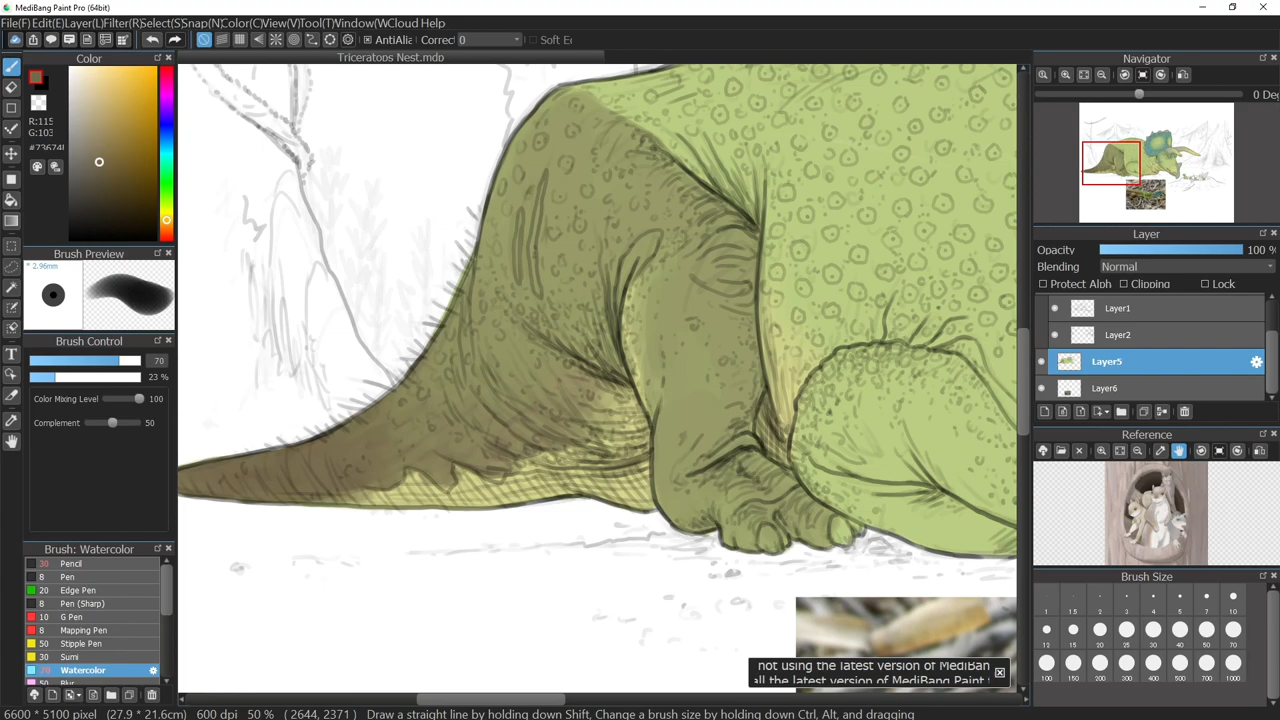 MediBang Paint Pro (64bit)
File(F) Edit(E) Layer(L) Filter(R) Select(S) Snap(N) Color(C) View(V) Tool(T) Window(W) Cloud Help
AntiAlia Correct 0 Soft Ec
Triceratops Nest.mdp
Color
R:115
G:103
#73674
Brush Preview
* 2.96mm
Brush Control
70
23 %
Color Mixing Level 100
Complement 50
Brush: Watercolor
30 Pencil
8 Pen
20 Edge Pen
8 Pen (Sharp)
10 G Pen
8 Mapping Pen
50 Stipple Pen
30 Sumi
70 Watercolor
50 Blur
Navigator
0 Deg
Layer
Opacity 100 %
Blending Normal
Protect Alph Clipping Lock
Layer1
Layer2
Layer5
Layer6
Reference
Brush Size
1 1.5 2 3 4 5 7 10
12 15 20 25 30 40 50 70
100 150 200 300 400 500 700 1000
not using the latest version of MediBan
all the latest version of MediBang Paint
6600 * 5100 pixel (27.9 * 21.6cm) 600 dpi 50 % ( 2644, 2371 ) Draw a straight line by holding down Shift, Change a brush size by holding down Ctrl, Alt, and dragging